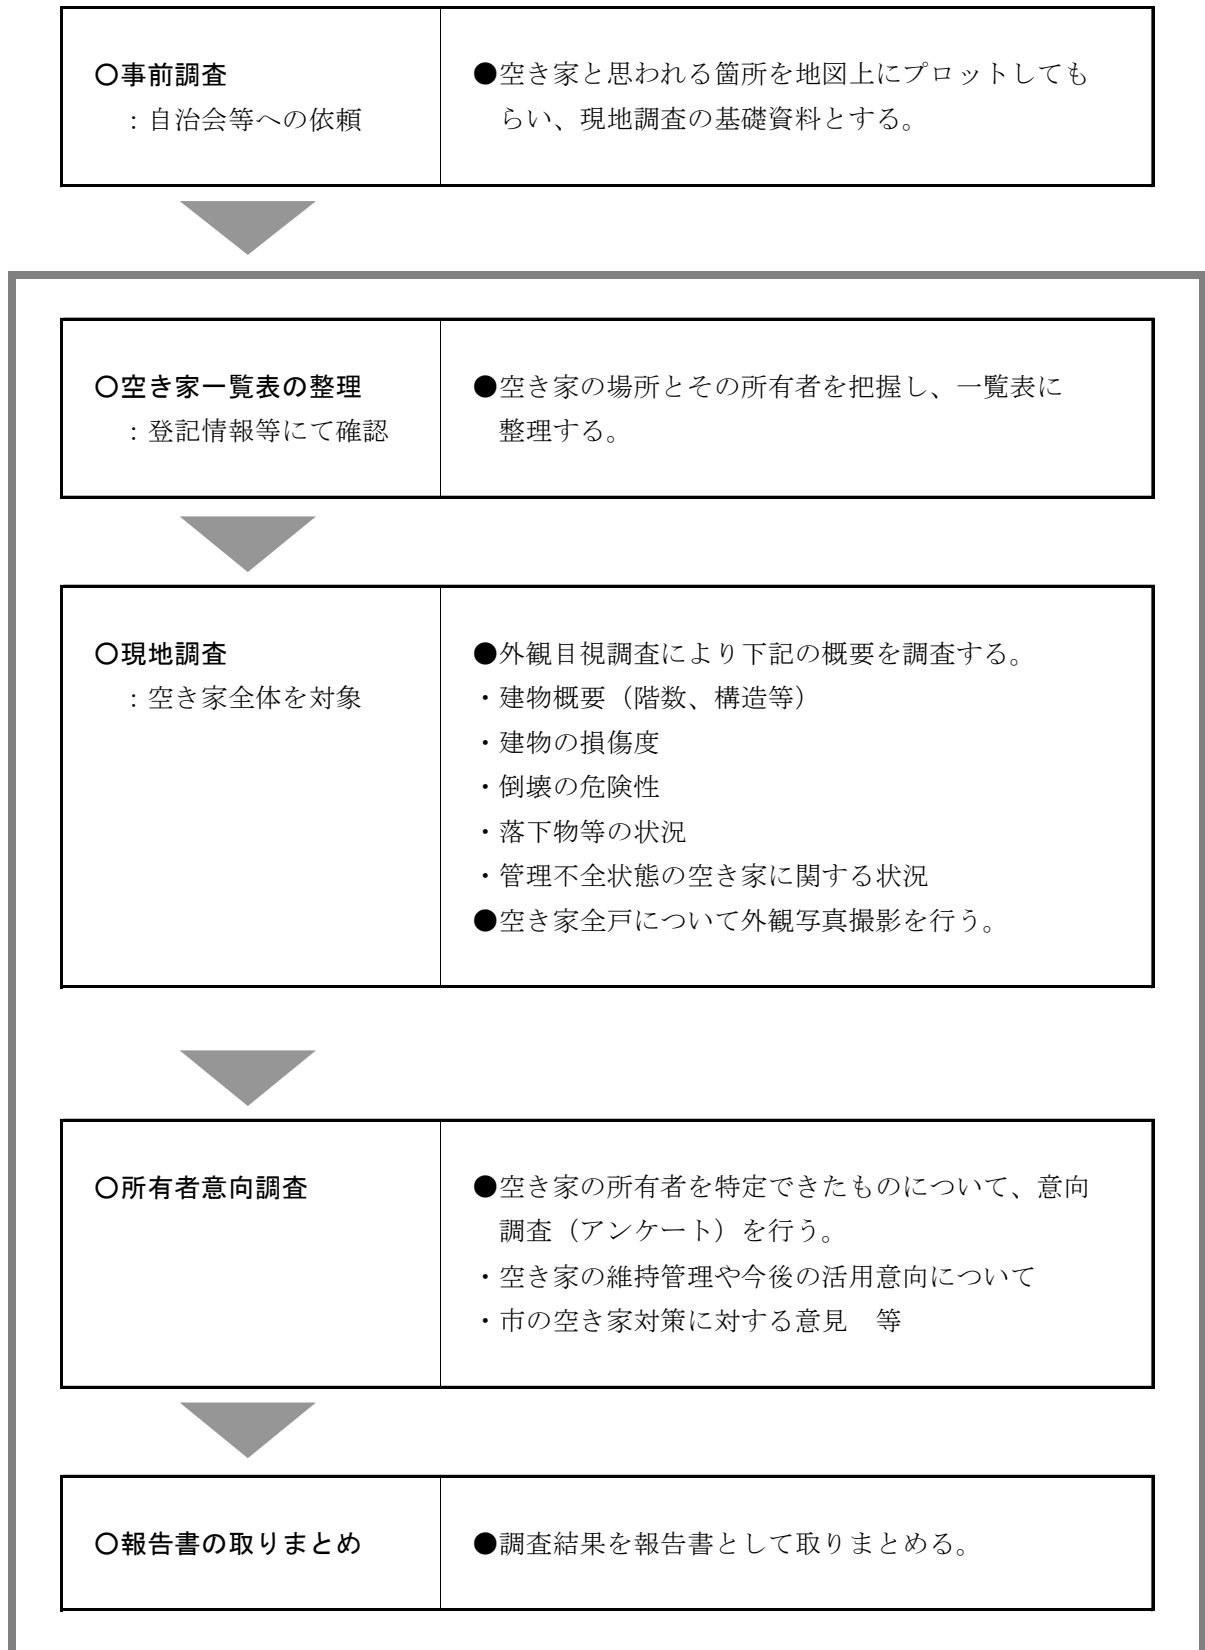 〇事前調査
：自治会等への依頼
●空き家と思われる箇所を地図上にプロットしても
らい、現地調査の基礎資料とする。
〇空き家一覧表の整理
：登記情報等にて確認
●空き家の場所とその所有者を把握し、一覧表に
整理する。
〇現地調査
：空き家全体を対象
●外観目視調査により下記の概要を調査する。
・建物概要（階数、構造等）
・建物の損傷度
・倒壊の危険性
・落下物等の状況
・管理不全状態の空き家に関する状況
●空き家全戸について外観写真撮影を行う。
〇所有者意向調査
●空き家の所有者を特定できたものについて、意向
調査（アンケート）を行う。
・空き家の維持管理や今後の活用意向について
・市の空き家対策に対する意見　等
〇報告書の取りまとめ
●調査結果を報告書として取りまとめる。